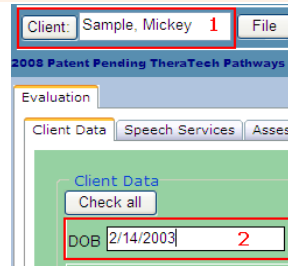 Client: Sample, Mickey 1 File
2008 Patent Pending TheraTech Pathways
Evaluation
Client Data Speech Services Asses
Client Data
Check all
DOB 2/14/2003 2